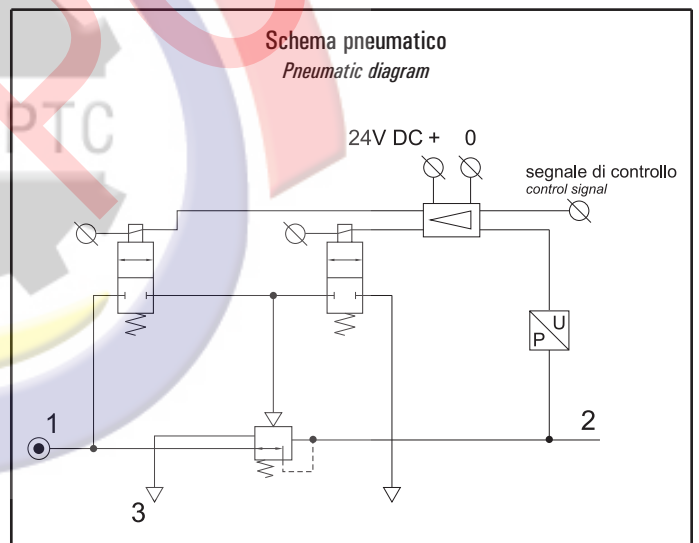 Schema pneumatico
Pneumatic diagram
PTC
24V DC + 0
segnale di controllo
control signal
U
P
1
2
3